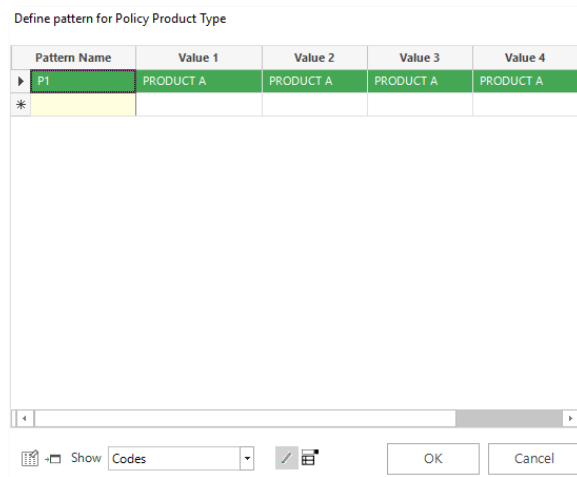 Define pattern for Policy Product Type
Pattern Name Value 1 Value 2 Value 3 Value 4
P1 PRODUCT A PRODUCT A PRODUCT A PRODUCT A
Show Codes OK Cancel